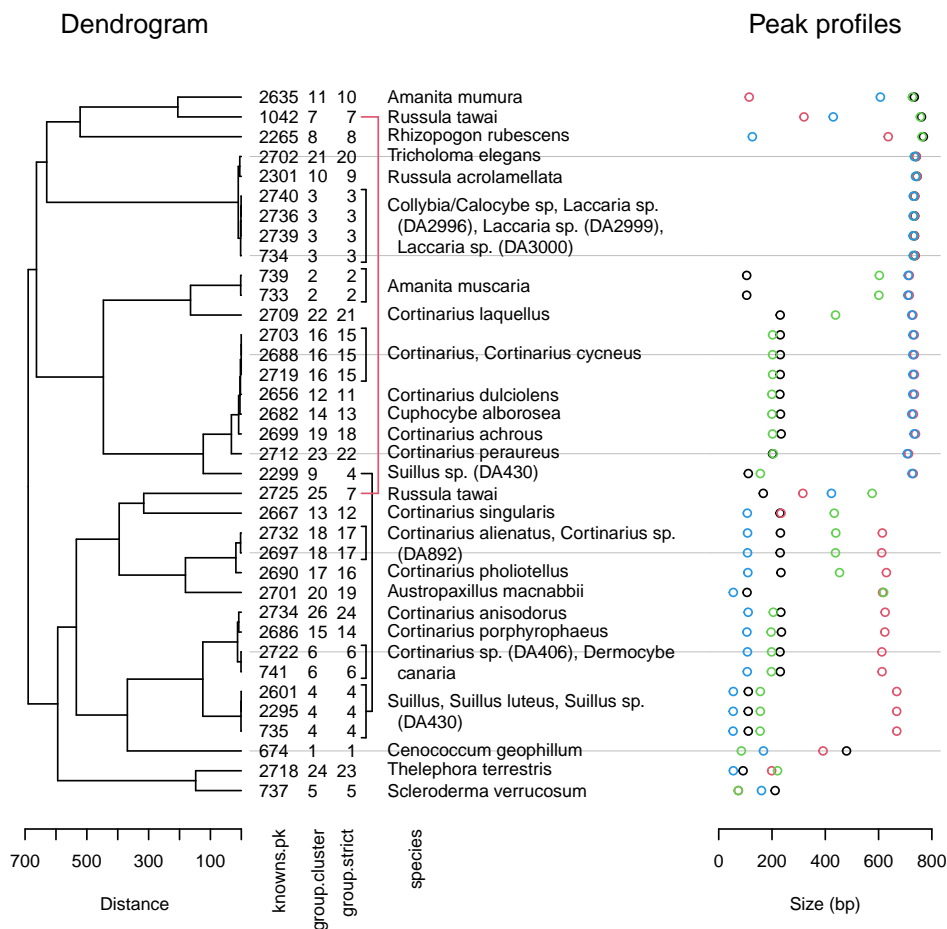 Dendrogram Peak profiles
2635 11 10 Amanita mumura
1042 7 7 Russula tawai
2265 8 8 Rhizopogon rubescens
2702 21 20 Tricholoma elegans
2301 10 9 Russula acrolamellata
2740 3 3 Collybia/Calocybe sp, Laccaria sp.
2736 3 3 (DA2996), Laccaria sp. (DA2999),
2739 3 3 Laccaria sp. (DA3000)
734 3 3
739 2 2 Amanita muscaria
733 2 2
2709 22 21 Cortinarius laquellus
2703 16 15
2688 16 15 Cortinarius, Cortinarius cycneus
2719 16 15
2656 12 11 Cortinarius dulciolens
2682 14 13 Cuphocybe alborosea
2699 19 18 Cortinarius achrous
2712 23 22 Cortinarius peraureus
2299 9 4 Suillus sp. (DA430)
2725 25 7 Russula tawai
2667 13 12 Cortinarius singularis
2732 18 17 Cortinarius alienatus, Cortinarius sp.
2697 18 17 (DA892)
2690 17 16 Cortinarius pholiotellus
2701 20 19 Austropaxillus macnabbii
2734 26 24 Cortinarius anisodorus
2686 15 14 Cortinarius porphyrophaeus
2722 6 6 Cortinarius sp. (DA406), Dermocybe
741 6 6 canaria
2601 4 4 Suillus, Suillus luteus, Suillus sp.
2295 4 4 (DA430)
735 4 4
674 1 1 Cenococcum geophillum
2718 24 23 Thelephora terrestris
737 5 5 Scleroderma verrucosum
700 500 300 100
Distance
knowns.pk
group.cluster
group.strict
species
0 200 400 600 800
Size (bp)